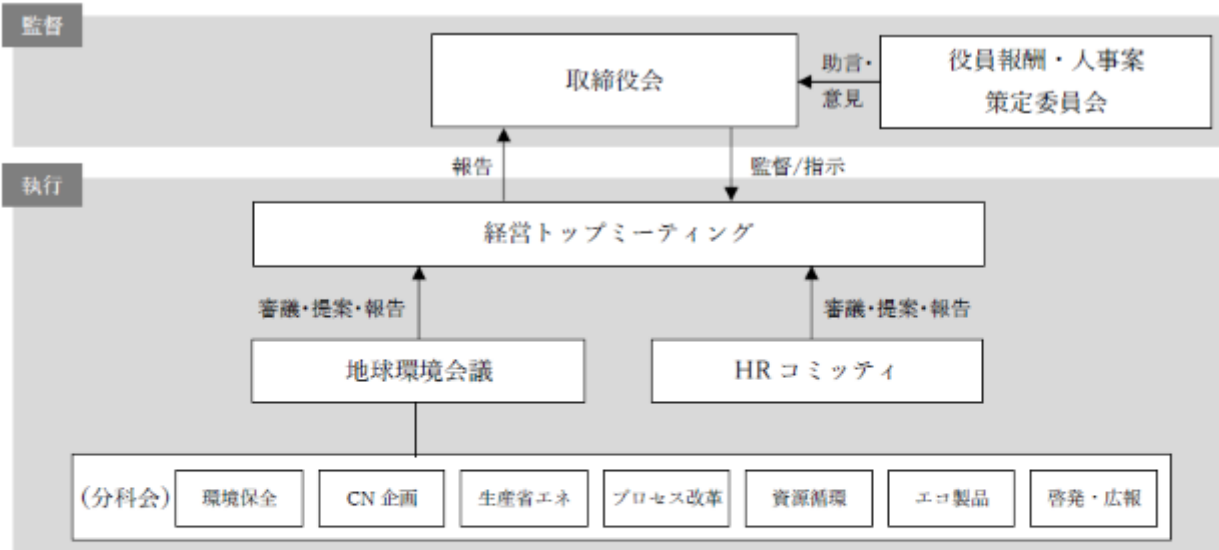 監督
取締役会
助言・
意見
役員報酬・人事案
策定委員会
報告
監督/指示
執行
経営トップミーティング
審議・提案・報告
審議・提案・報告
地球環境会議
HRコミッティ
(分科会)
環境保全
CN 企画
生産省エネ
プロセス改革
資源循環
エコ製品
啓発・広報